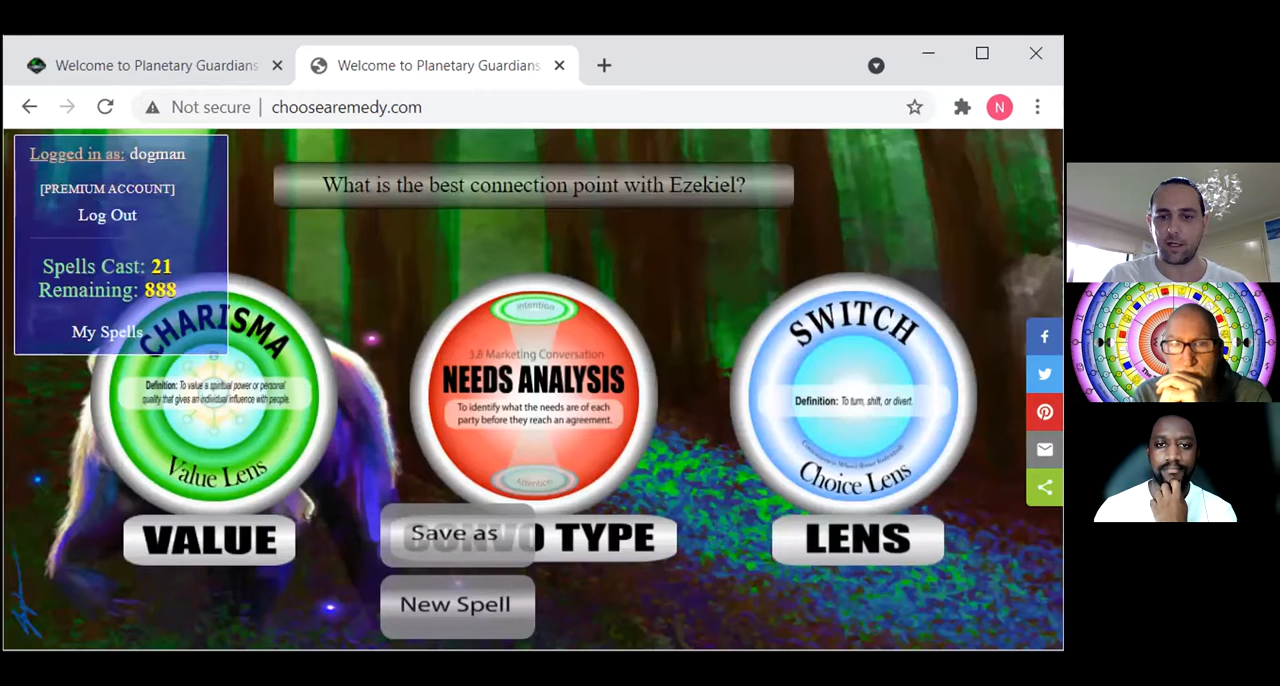 Welcome to Planetary Guardians
Welcome to Planetary Guardians
Not secure | choosearemedy.com
N
Logged in as: dogman
[PREMIUM ACCOUNT]
Log Out
Spells Cast: 21
Remaining: 888
My Spells
What is the best connection point with Ezekiel?
CHARISMA
Definition: To value a spiritual power or personal
quality that gives an individual influence with people.
Value Lens
VALUE
Intention
3.8 Marketing Conversation
NEEDS ANALYSIS
To identify what the needs are of each
party before they reach an agreement.
Attention
CONVO TYPE
Save as
New Spell
SWITCH
Definition: To turn, shift, or divert.
Choice Lens
LENS